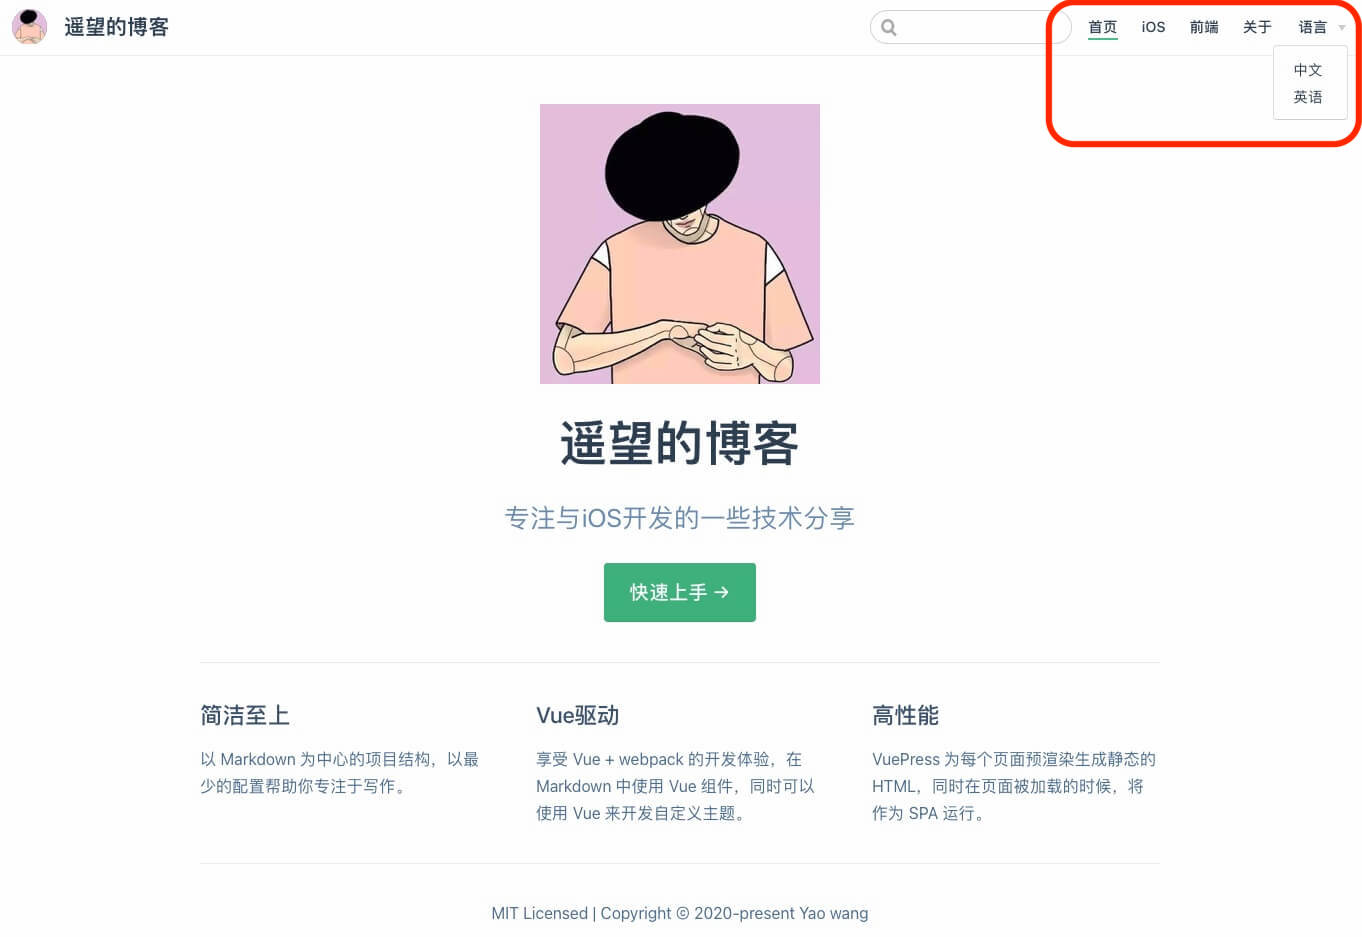 遥望的博客
首页 iOS 前端 关于 语言
中文
英语
遥望的博客
专注与iOS开发的一些技术分享
快速上手 →
简洁至上
以 Markdown 为中心的项目结构，以最
少的配置帮助你专注于写作。
Vue驱动
享受 Vue + webpack 的开发体验，在
Markdown 中使用 Vue 组件，同时可以
使用 Vue 来开发自定义主题。
高性能
VuePress 为每个页面预渲染生成静态的
HTML，同时在页面被加载的时候，将
作为 SPA 运行。
MIT Licensed | Copyright © 2020-present Yao wang